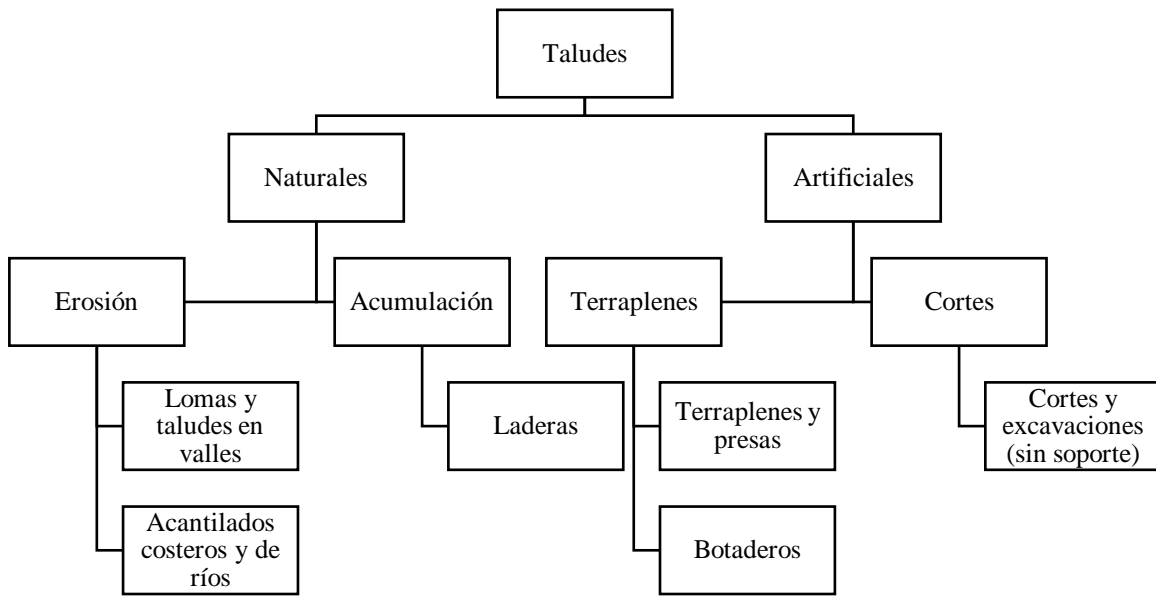 Taludes
Naturales
Artificiales
Erosión
Acumulación
Terraplenes
Cortes
Lomas y
taludes en
valles
Laderas
Terraplenes y
presas
Cortes y
excavaciones
(sin soporte)
Acantilados
costeros y de
ríos
Botaderos